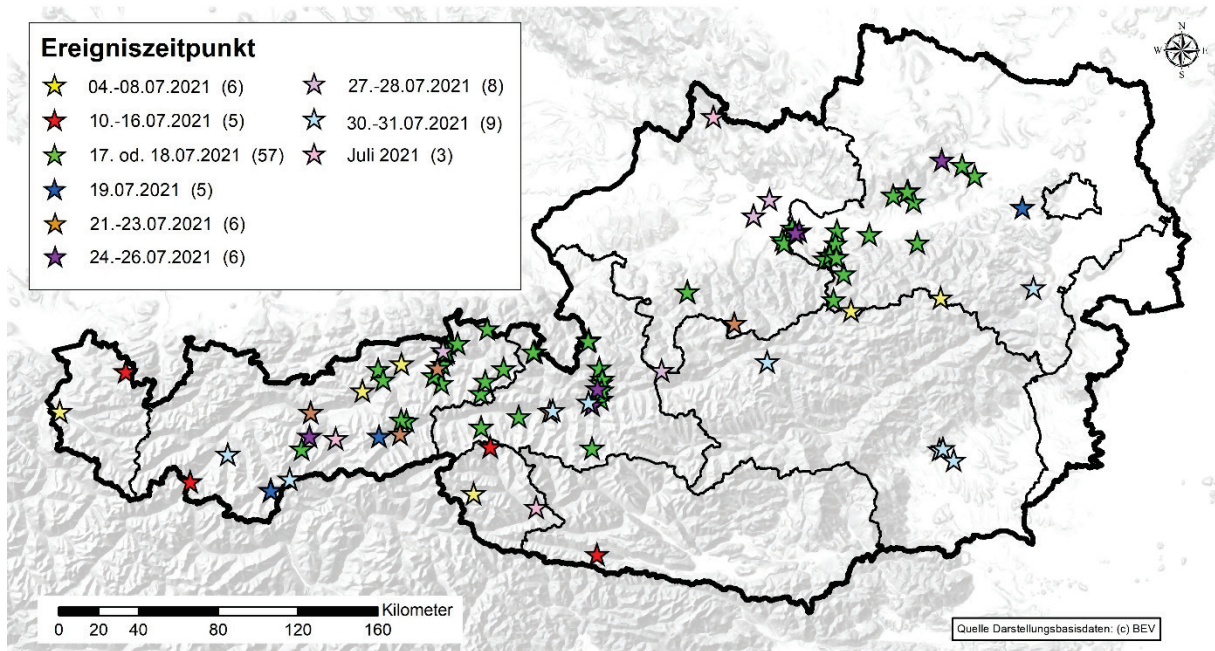 Ereigniszeitpunkt
04.-08.07.2021 (6)
10.-16.07.2021 (5)
17. od. 18.07.2021 (57)
19.07.2021 (5)
21.-23.07.2021 (6)
24.-26.07.2021 (6)
27.-28.07.2021 (8)
30.-31.07.2021 (9)
Juli 2021 (3)
N
W E
S
Kilometer
0 20 40 80 120 160
Quelle Darstellungsbasisdaten: (c) BEV